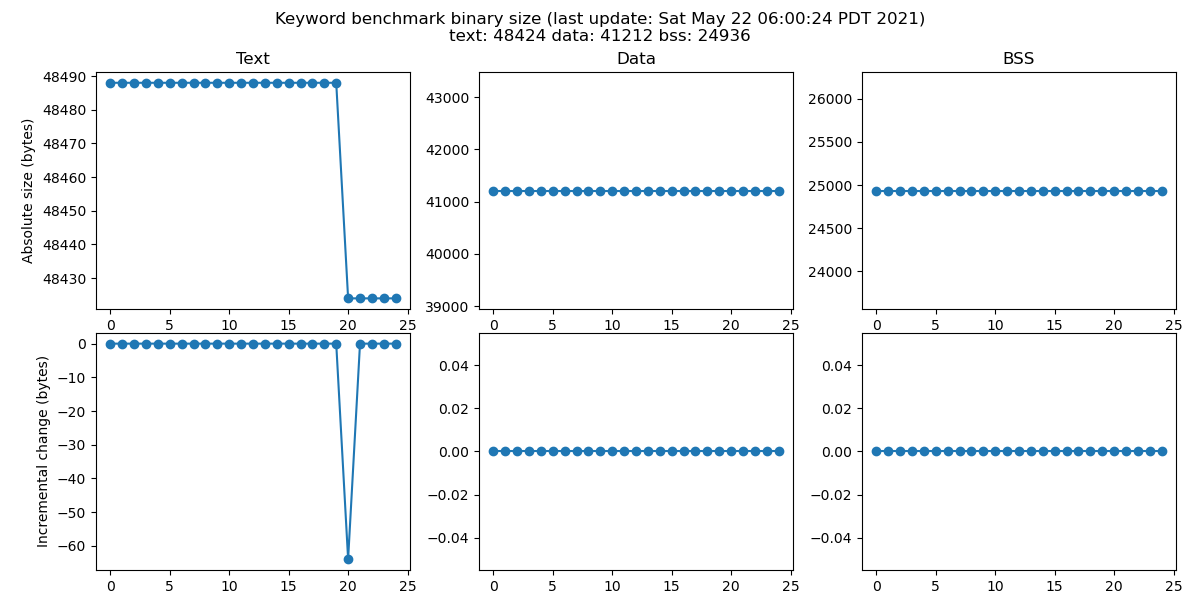 Keyword benchmark binary size (last update: Sat May 22 06:00:24 PDT 2021)
text: 48424 data: 41212 bss: 24936
Text
Absolute size (bytes)
48490
48480
48470
48460
48450
48440
48430
0 5 10 15 20 25
Data
43000
42000
41000
40000
39000
0 5 10 15 20 25
BSS
26000
25500
25000
24500
24000
0 5 10 15 20 25
Incremental change (bytes)
0
−10
−20
−30
−40
−50
−60
0 5 10 15 20 25
0.04
0.02
0.00
−0.02
−0.04
0 5 10 15 20 25
0.04
0.02
0.00
−0.02
−0.04
0 5 10 15 20 25